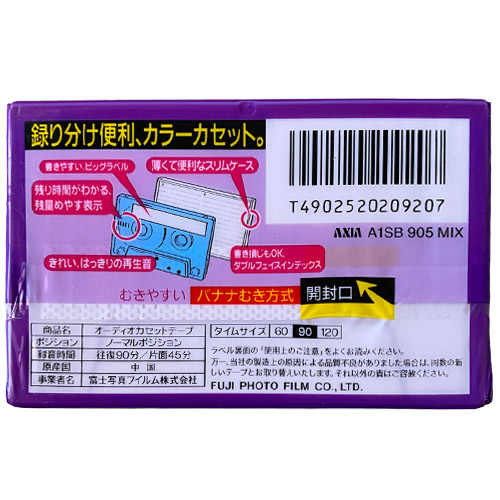 録り分け便利、カラーカセット。
書きやすい、ビッグラベル
薄くて便利なスリムケース
残り時間がわかる、
残量めやす表示
きれい、はっきりの再生音
書き損じもOK、
ダブルフェイスインデックス
T4902520209207
AXIA A1SB 905 MIX
むきやすい バナナむき方式 開封口
商品名 オーディオカセットテープ
ポジション ノーマルポジション
録音時間 往復90分/片面45分
原産国 中国
事業者名 富士写真フイルム株式会社
タイムサイズ 60 90 120
ラベル裏面の「使用上のご注意」をよくお読みください。
万一、当社の製造上の原因による品質不良がありました場合は、同数の新
しいテープとお取り替えいたします。それ以外の責はご容赦ください。
FUJI PHOTO FILM CO., LTD.